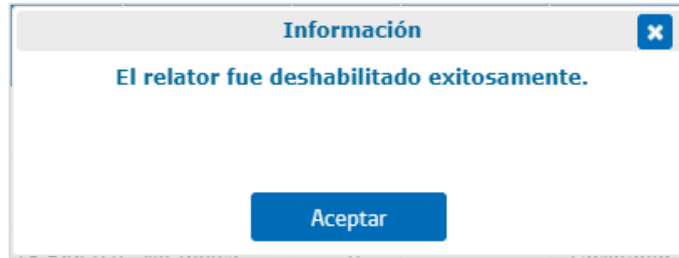 Información
El relator fue deshabilitado exitosamente.
Aceptar